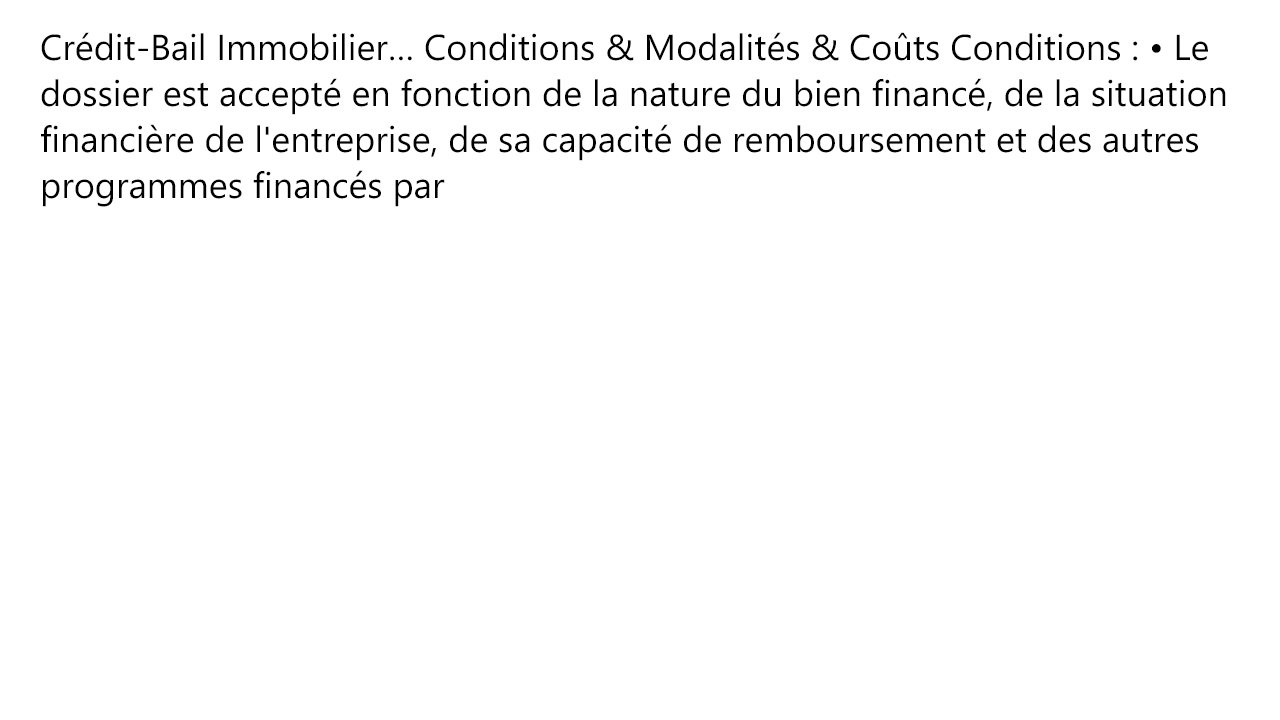 Crédit-Bail Immobilier... Conditions & Modalités & Coûts Conditions : • Le
dossier est accepté en fonction de la nature du bien financé, de la situation
financière de l'entreprise, de sa capacité de remboursement et des autres
programmes financés par